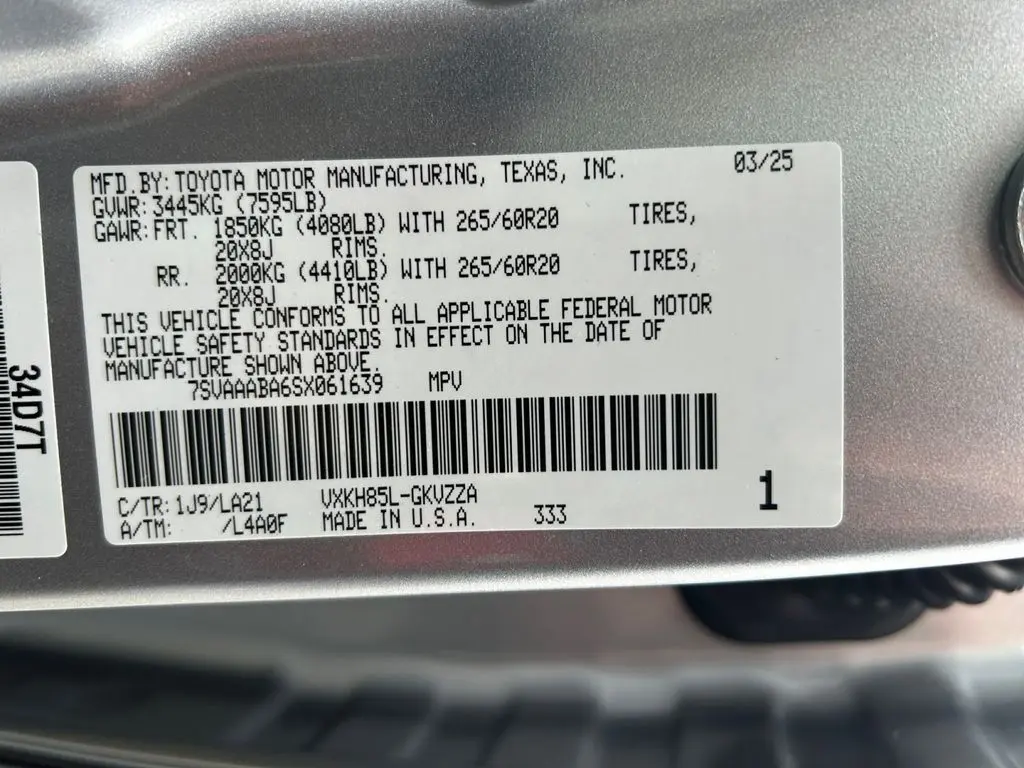 MFD.BY:TOYOTA MOTOR MANUFACTURING, TEXAS, INC. 03/25
GVWR:3445KG (7595LB)
GAWR:FRT. 1850KG (4080LB) WITH 265/60R20 TIRES,
20X8J RIMS.
RR. 2000KG (4410LB) WITH 265/60R20 TIRES,
20X8J RIMS.
THIS VEHICLE CONFORMS TO ALL APPLICABLE FEDERAL MOTOR
VEHICLE SAFETY STANDARDS IN EFFECT ON THE DATE OF
MANUFACTURE SHOWN ABOVE.
7SVAAABA6SX061639 MPV
C/TR:1J9/LA21 VXKH85L-GKVZZA
A/TM: /L4A0F MADE IN U.S.A. 333
1
34D7T